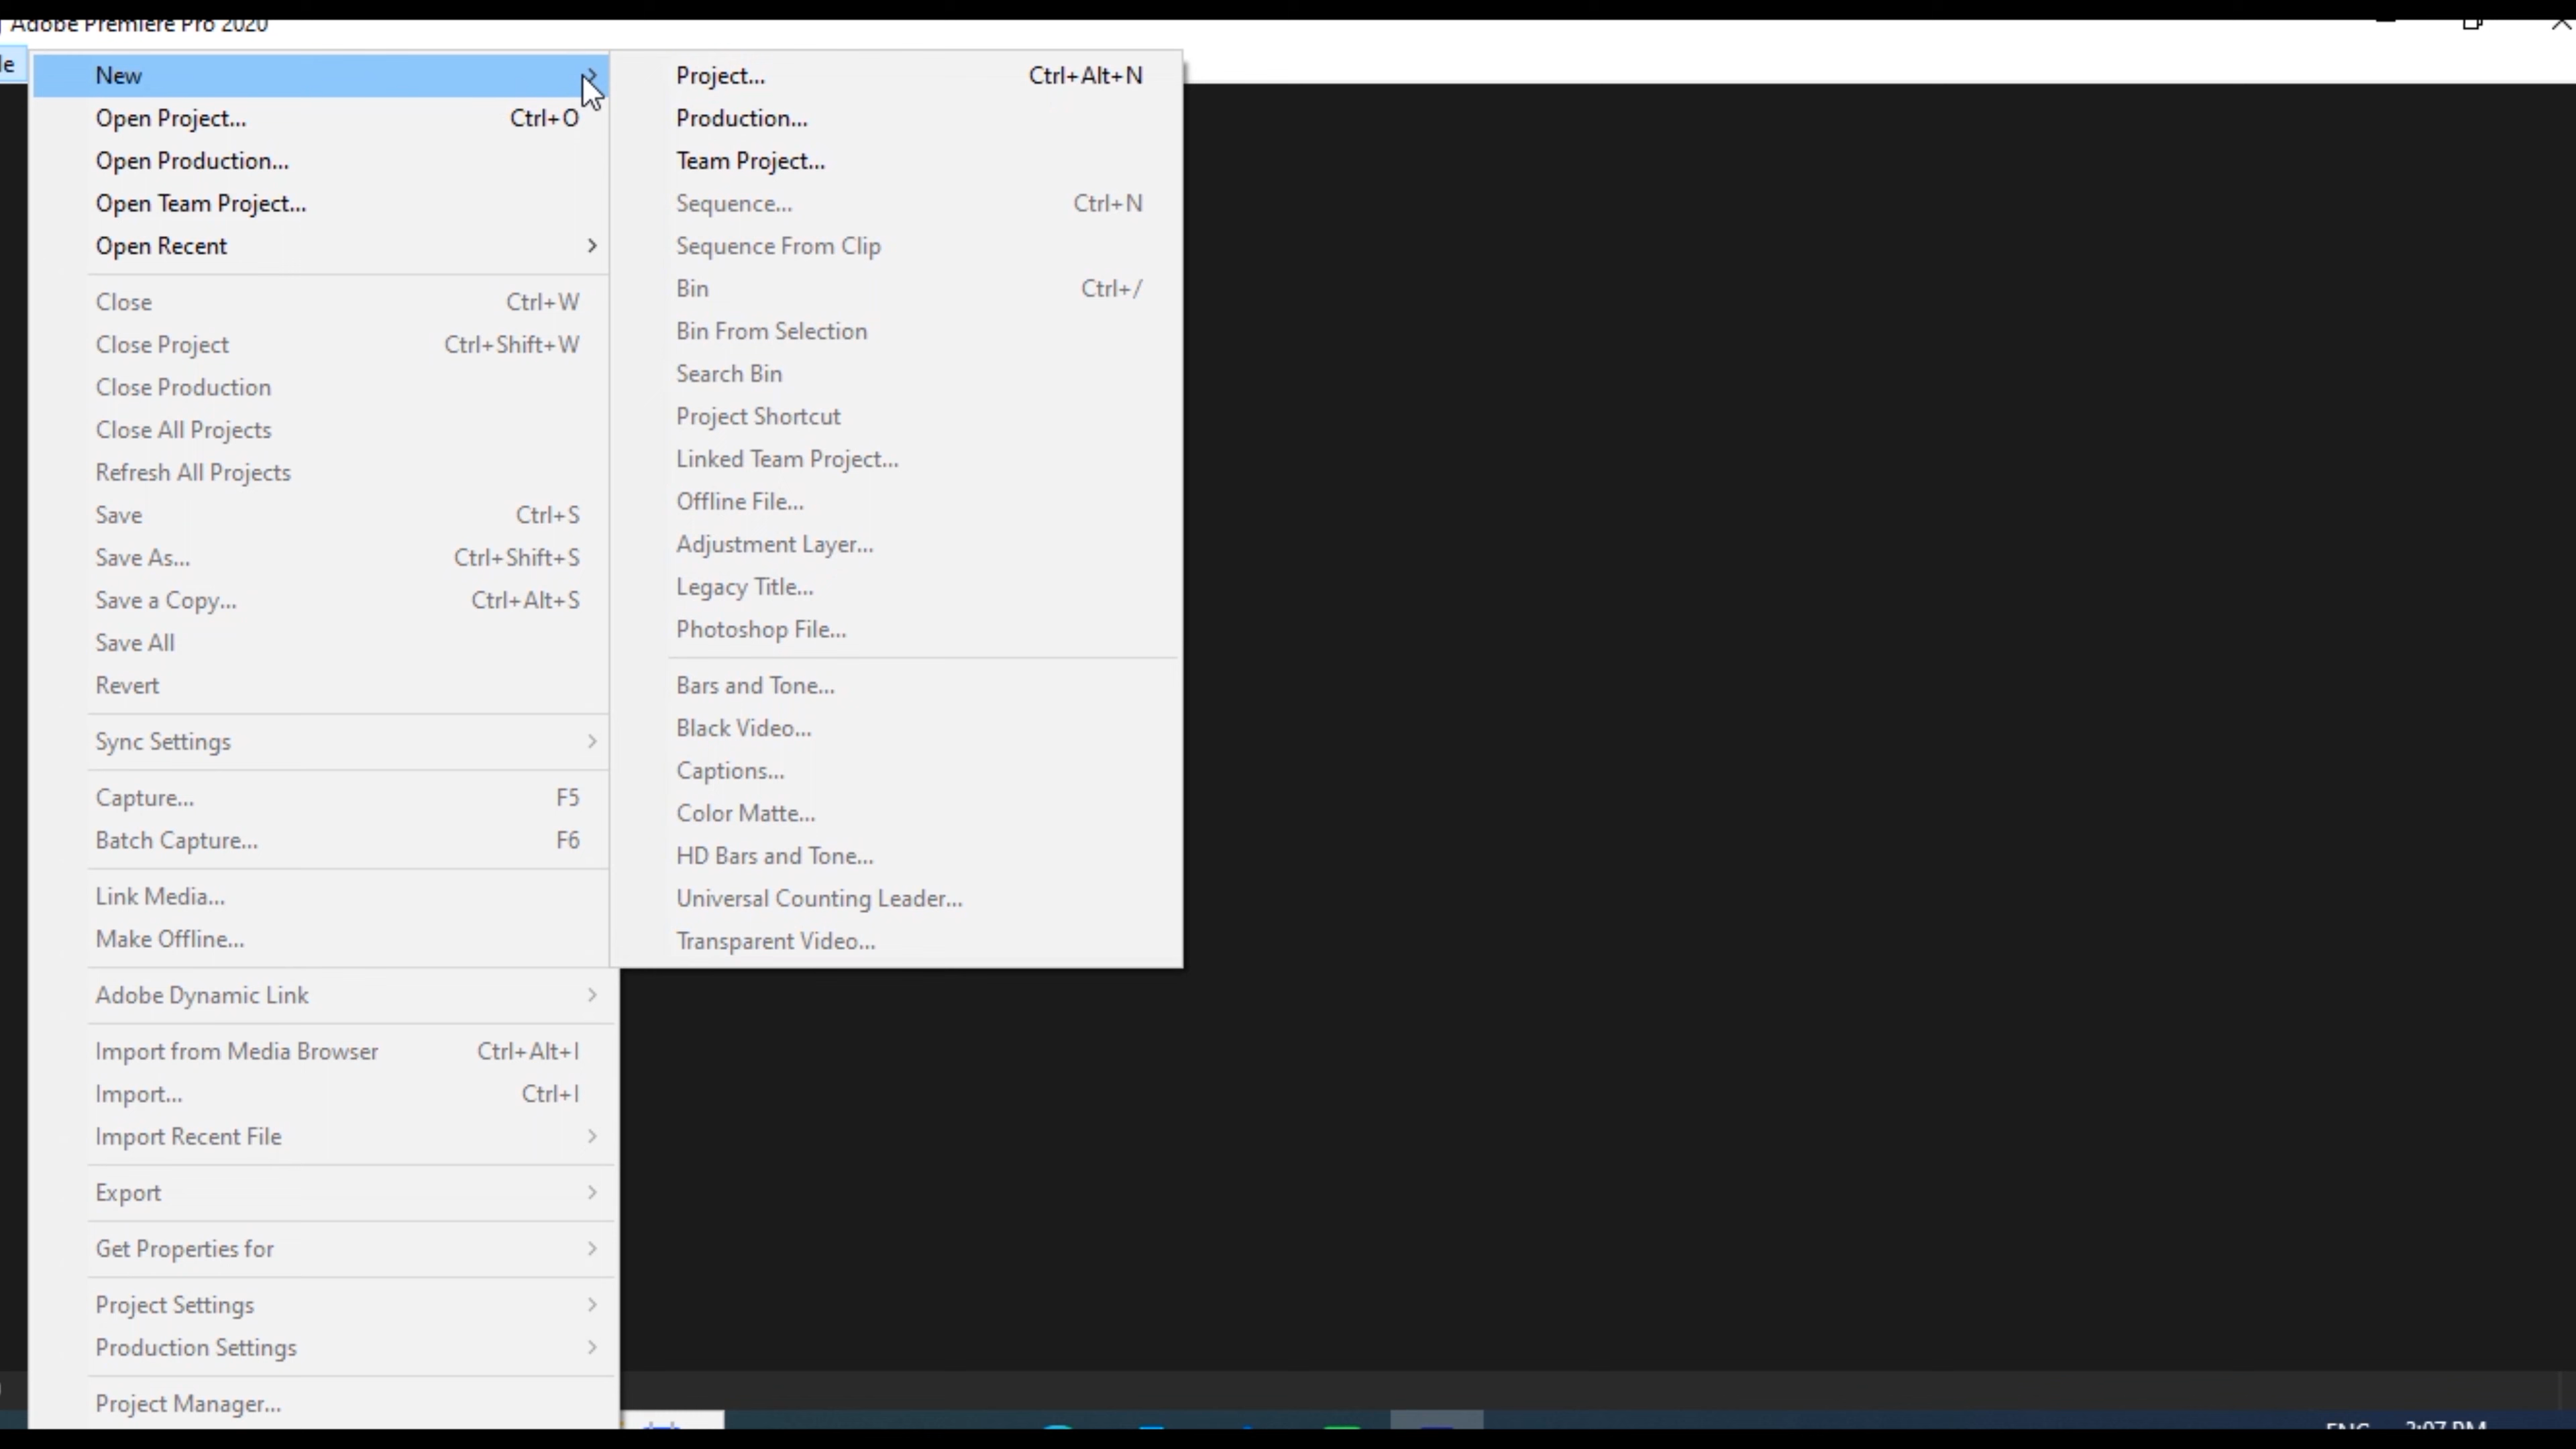 Adobe Premiere Pro 2020
le
New
Open Project... Ctrl+O
Open Production...
Open Team Project...
Open Recent
Close Ctrl+W
Close Project Ctrl+Shift+W
Close Production
Close All Projects
Refresh All Projects
Save Ctrl+S
Save As... Ctrl+Shift+S
Save a Copy... Ctrl+Alt+S
Save All
Revert
Sync Settings
Capture... F5
Batch Capture... F6
Link Media...
Make Offline...
Adobe Dynamic Link
Import from Media Browser Ctrl+Alt+I
Import... Ctrl+I
Import Recent File
Export
Get Properties for
Project Settings
Production Settings
Project Manager...
Project... Ctrl+Alt+N
Production...
Team Project...
Sequence... Ctrl+N
Sequence From Clip
Bin Ctrl+/
Bin From Selection
Search Bin
Project Shortcut
Linked Team Project...
Offline File...
Adjustment Layer...
Legacy Title...
Photoshop File...
Bars and Tone...
Black Video...
Captions...
Color Matte...
HD Bars and Tone...
Universal Counting Leader...
Transparent Video...
ENG